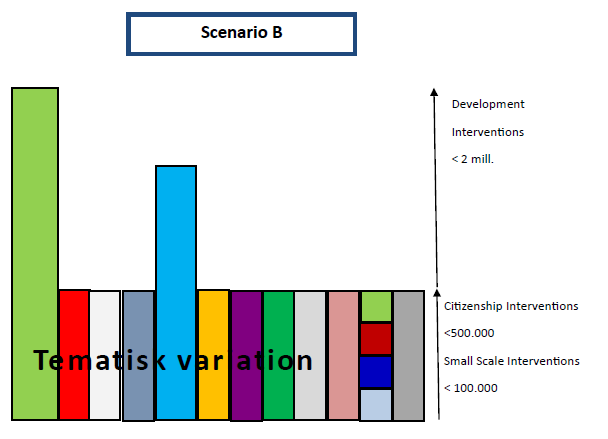 Scenario B
Development
Interventions
< 2 mill.
Citizenship Interventions
<500.000
Small Scale Interventions
< 100.000
Tematisk variation